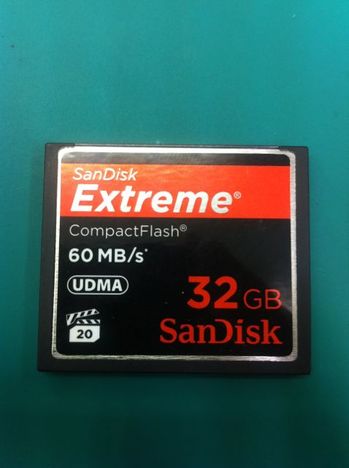 SanDisk
Extreme®
CompactFlash®
60 MB/s*
UDMA
32 GB
20
SanDisk